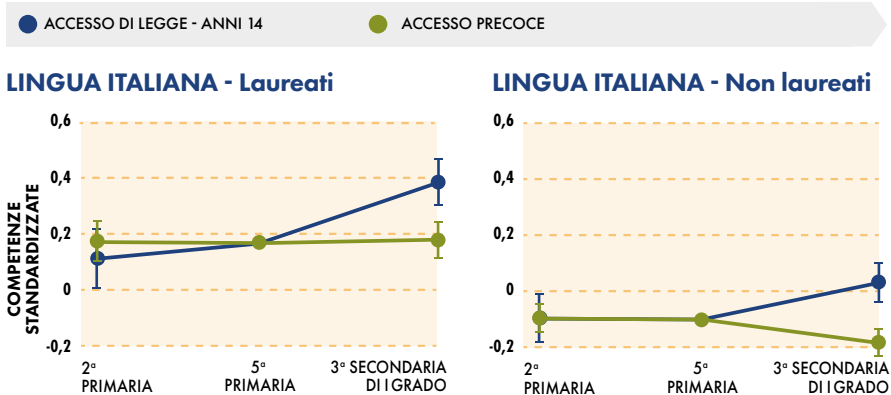 ACCESSO DI LEGGE - ANNI 14
ACCESSO PRECOCE
LINGUA ITALIANA - Laureati
COMPETENZE
STANDARDIZZATE
0,6
0,4
0,2
0
-0,2
2ª
PRIMARIA
5ª
PRIMARIA
3ª SECONDARIA
DI I GRADO
LINGUA ITALIANA - Non laureati
0,6
0,4
0,2
0
-0,2
2ª
PRIMARIA
5ª
PRIMARIA
3ª SECONDARIA
DI I GRADO